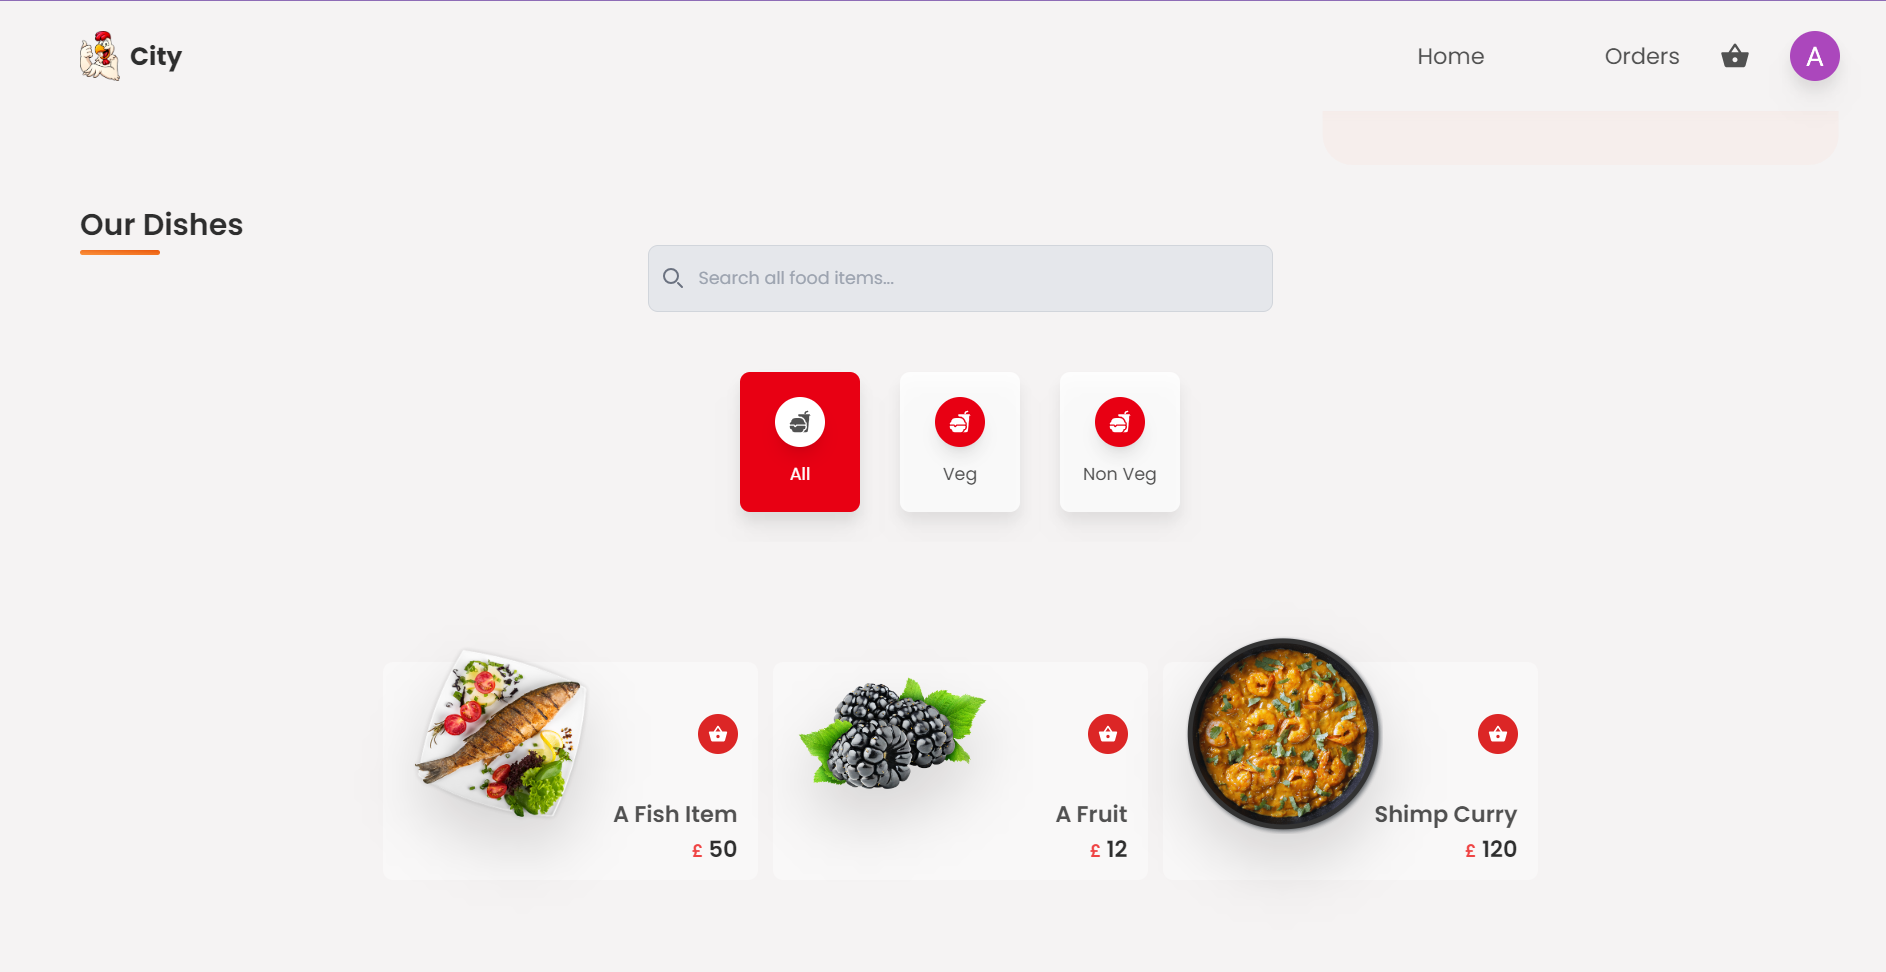 City
Home
Orders
A
Our Dishes
Search all food items...
All
Veg
Non Veg
A Fish Item
£ 50
A Fruit
£ 12
Shimp Curry
£ 120